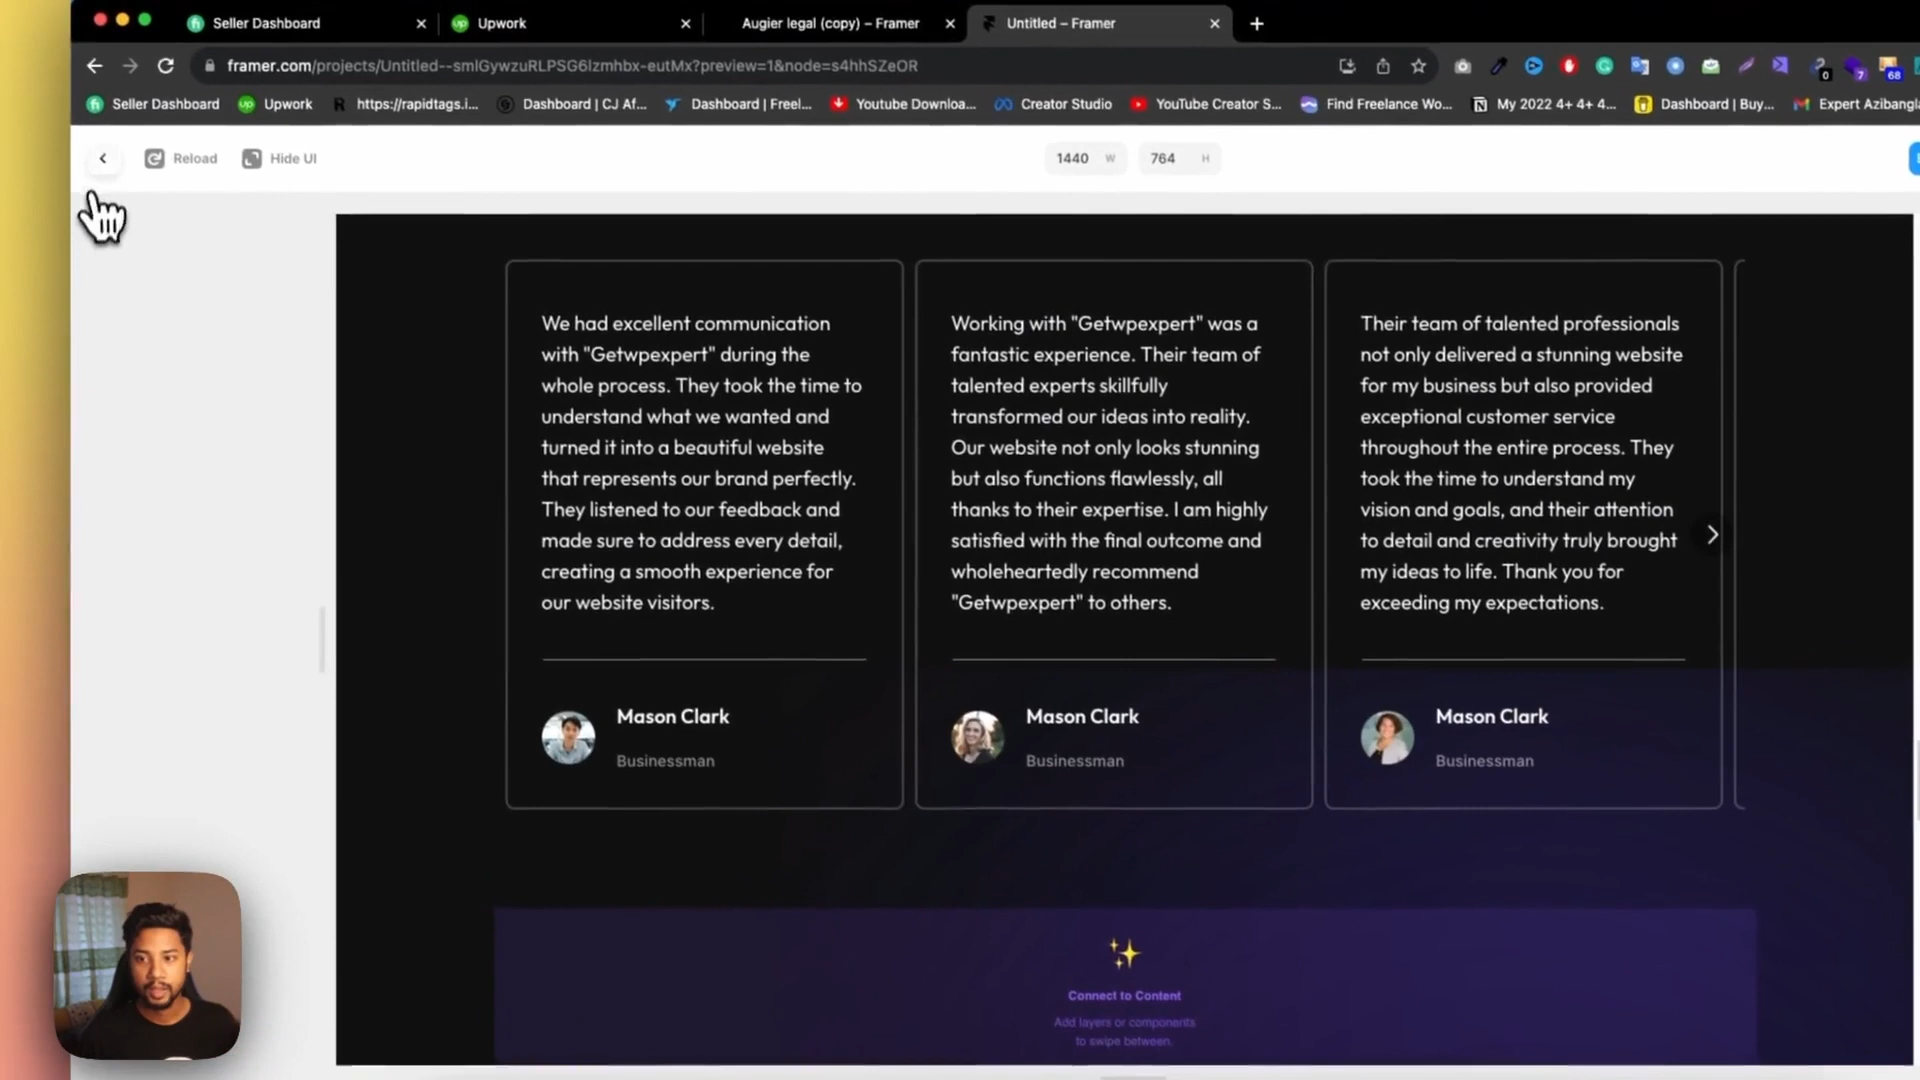 Seller Dashboard
Upwork
Augier legal (copy) – Framer
Untitled – Framer
framer.com/projects/Untitled--smlGywzuRLPSG6lzmhbx-eutMx?preview=1&node=s4hhSZeOR
0
7
68
Seller Dashboard
Upwork
https://rapidtags.i...
Dashboard | CJ Af...
Dashboard | Freel...
Youtube Downloa...
Creator Studio
YouTube Creator S...
Find Freelance Wo...
My 2022 4+ 4+ 4...
Dashboard | Buy...
Expert Azibangla
Reload
Hide UI
1440 W
764 H
We had excellent communication
with "Getwpexpert" during the
whole process. They took the time to
understand what we wanted and
turned it into a beautiful website
that represents our brand perfectly.
They listened to our feedback and
made sure to address every detail,
creating a smooth experience for
our website visitors.
Mason Clark
Businessman
Working with "Getwpexpert" was a
fantastic experience. Their team of
talented experts skillfully
transformed our ideas into reality.
Our website not only looks stunning
but also functions flawlessly, all
thanks to their expertise. I am highly
satisfied with the final outcome and
wholeheartedly recommend
"Getwpexpert" to others.
Mason Clark
Businessman
Their team of talented professionals
not only delivered a stunning website
for my business but also provided
exceptional customer service
throughout the entire process. They
took the time to understand my
vision and goals, and their attention
to detail and creativity truly brought
my ideas to life. Thank you for
exceeding my expectations.
Mason Clark
Businessman
Connect to Content
Add layers or components
to swipe between.